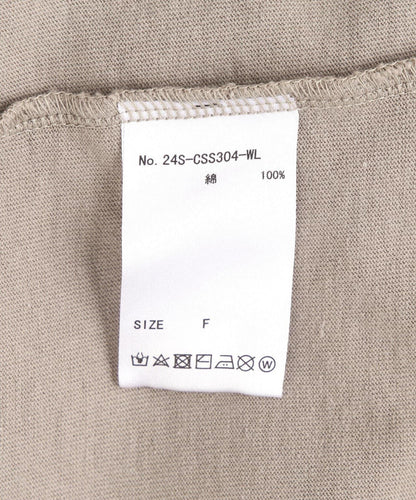 No. 24S-CSS304-WL
綿 100%
SIZE F
W